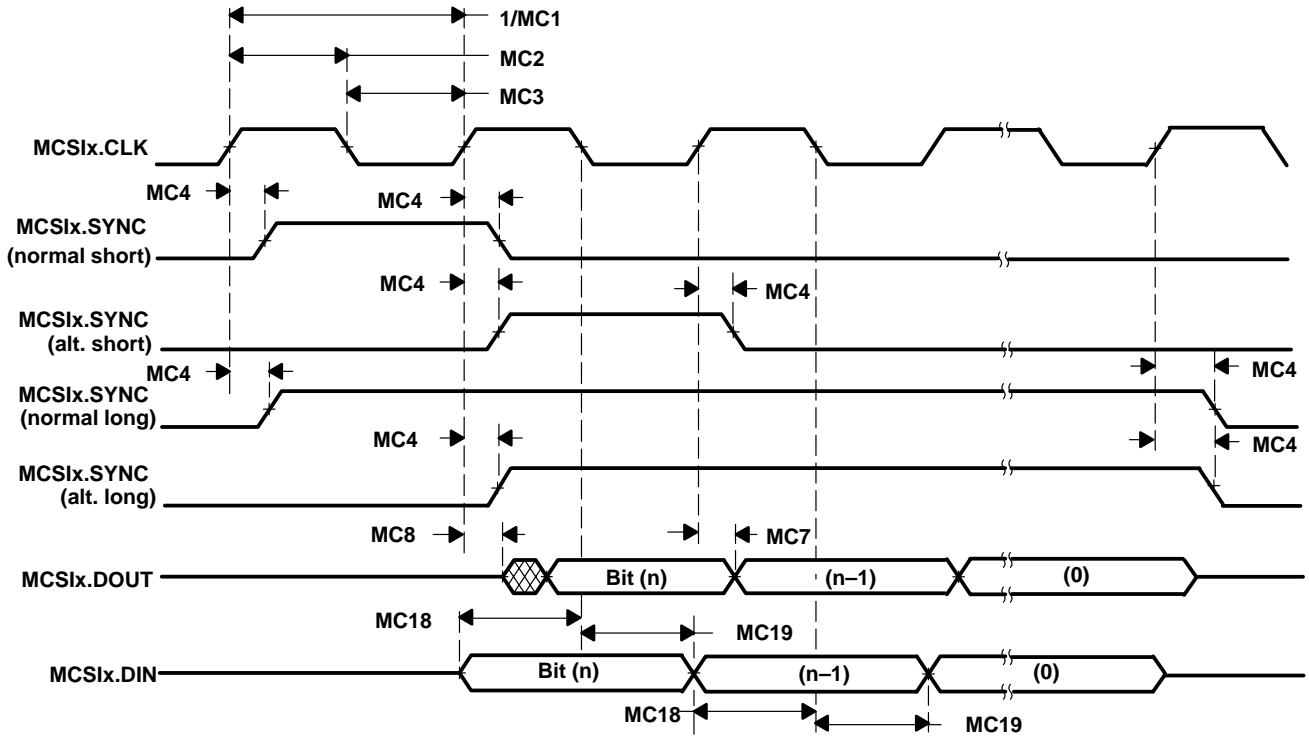 1/MC1
MC2
MC3
MCSIx.CLK
MC4
MC4
MCSIx.SYNC
(normal short)
MC4
MC4
MCSIx.SYNC
(alt. short)
MC4
MC4
MCSIx.SYNC
(normal long)
MC4
MC4
MCSIx.SYNC
(alt. long)
MC8
MC7
MCSIx.DOUT
Bit (n)
(n–1)
(0)
MC18
MC19
MCSIx.DIN
Bit (n)
(n–1)
(0)
MC18
MC19